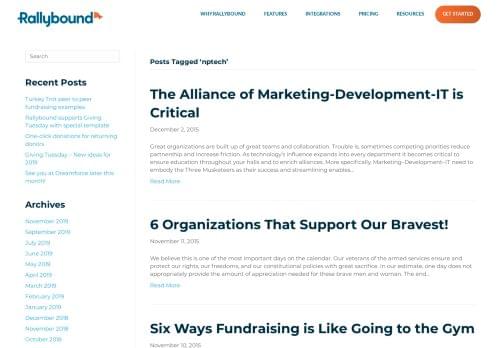 Rallybound
WHY RALLYBOUND
FEATURES
INTEGRATIONS
PRICING
RESOURCES
GET STARTED
Search
Recent Posts
Turkey Trot peer to peer
fundraising examples
Rallybound supports Giving
Tuesday with special template
One-click donations for returning
donors
Giving Tuesday – New ideas for
2019
See you at Dreamforce later this
month!
Archives
November 2019
September 2019
July 2019
June 2019
May 2019
April 2019
March 2019
February 2019
January 2019
December 2018
November 2018
October 2018
Posts Tagged ‘nptech’
The Alliance of Marketing-Development-IT is
Critical
December 2, 2015
Great organizations are built up of great teams and collaboration. Trouble is, sometimes competing priorities reduce
partnership and increase friction. As technology’s influence expands into every department it becomes critical to
ensure education throughout your halls and to enrich alliances. More specifically, Marketing–Development–IT need to
embody the Three Musketeers as their success and streamlining enables...
Read More
6 Organizations That Support Our Bravest!
November 11, 2015
We believe this is one of the most important days on the calendar. Our veterans of the armed services ensure and
protect our rights, our freedoms, and our constitutional policies with great sacrifice. In our estimate, one day does not
appropriately provide the amount of appreciation needed for these brave men and woman. The end...
Read More
Six Ways Fundraising is Like Going to the Gym
November 10, 2015